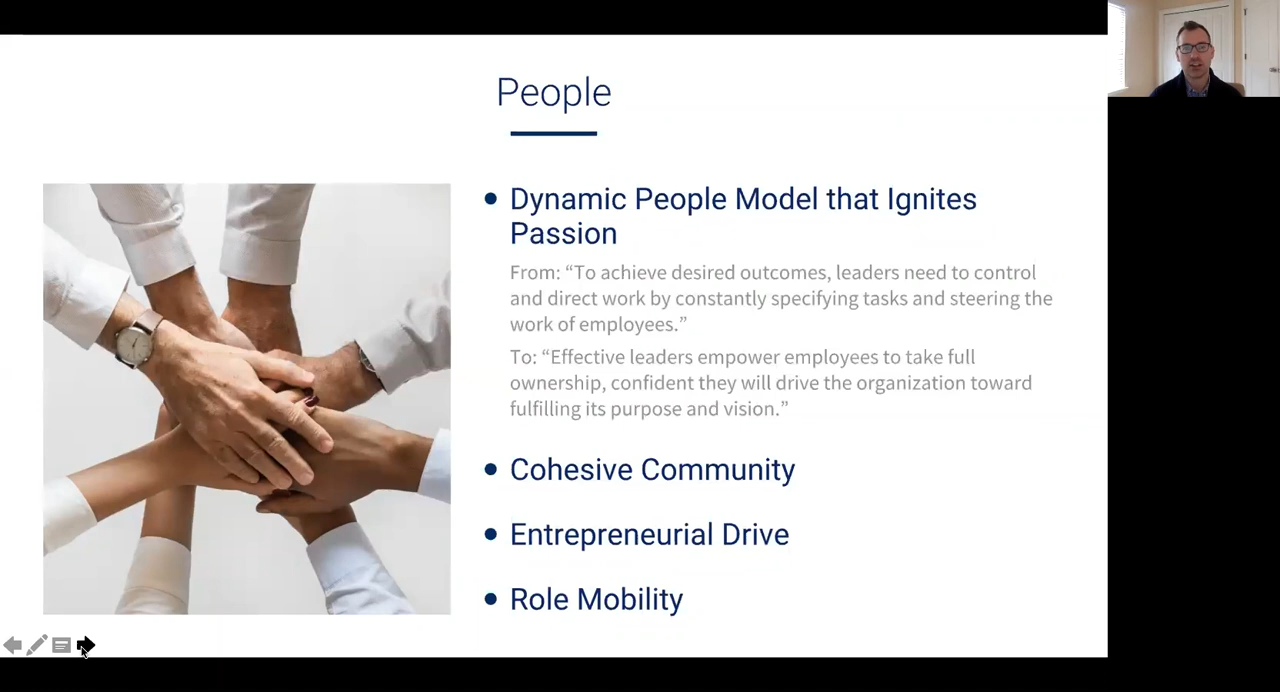 People
• Dynamic People Model that Ignites
Passion
From: “To achieve desired outcomes, leaders need to control
and direct work by constantly specifying tasks and steering the
work of employees.”
To: “Effective leaders empower employees to take full
ownership, confident they will drive the organization toward
fulfilling its purpose and vision.”
• Cohesive Community
• Entrepreneurial Drive
• Role Mobility